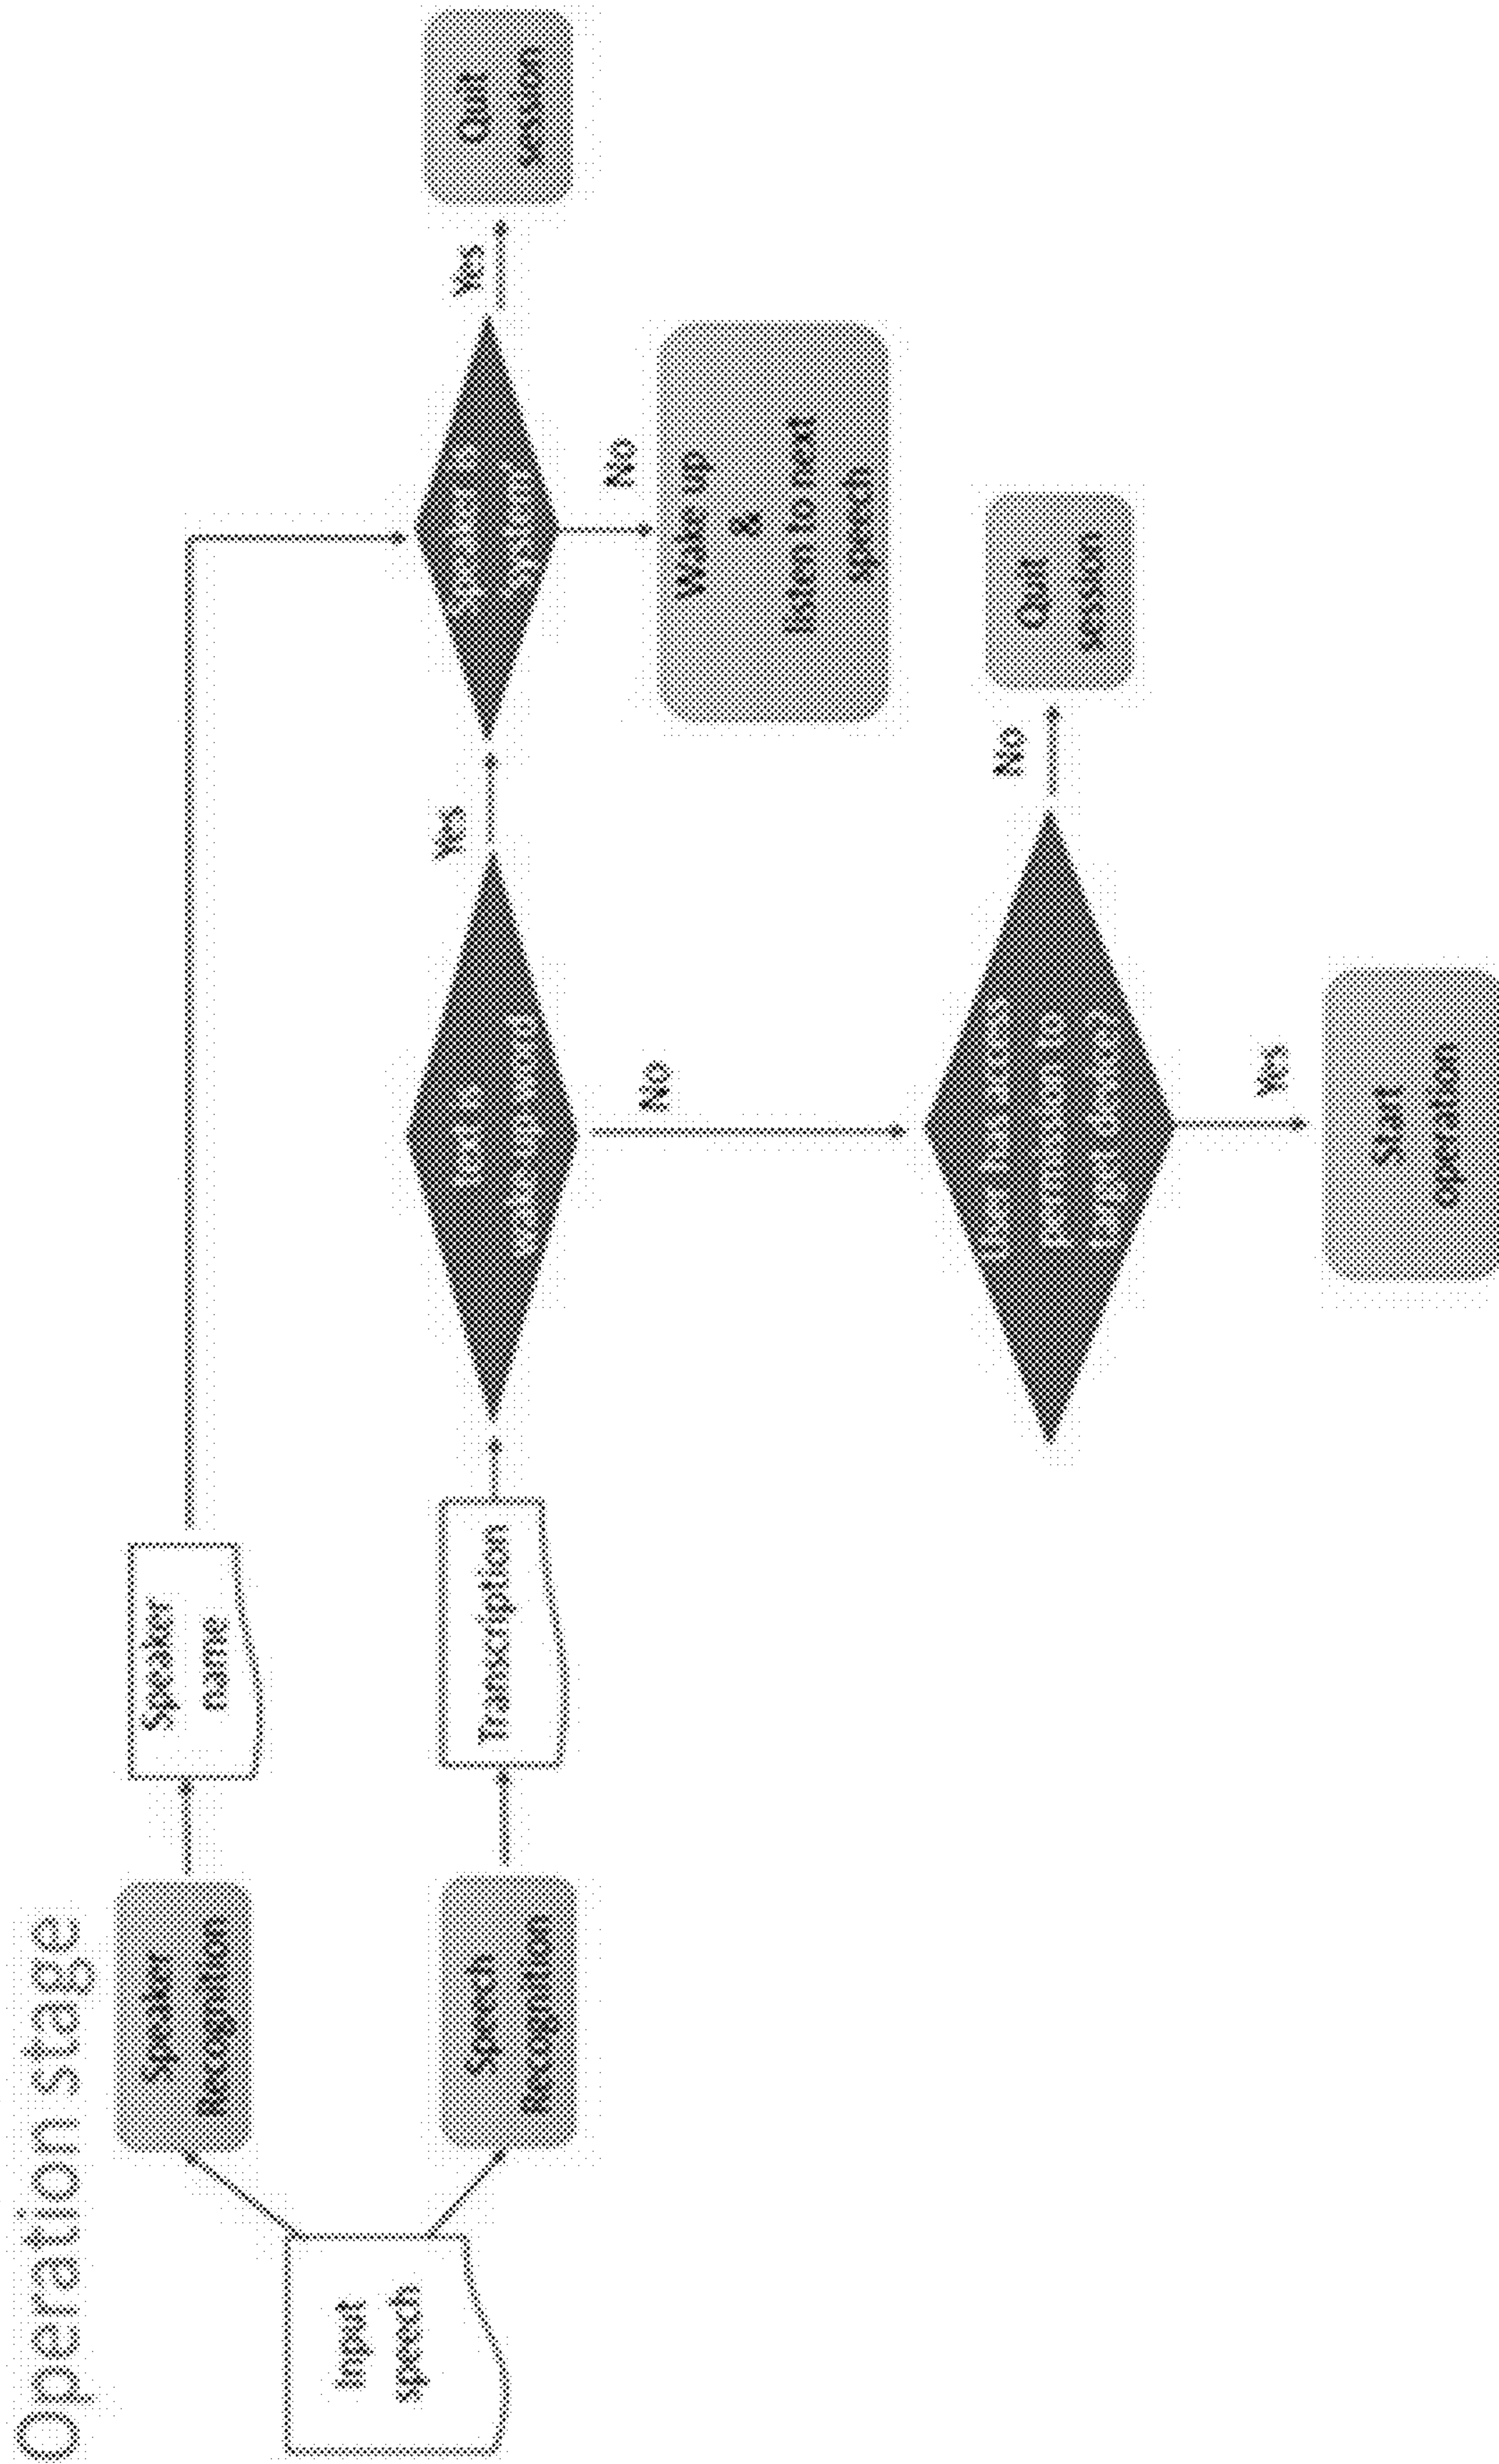 Operation stage
Input
speech
Speaker
Recognition
Speaker
name
Speech
Recognition
Transcription
Yes
No
Yes
Quit
session
No
Wake up
&
listen to next
speech
No
Quit
session
Yes
Start
operation